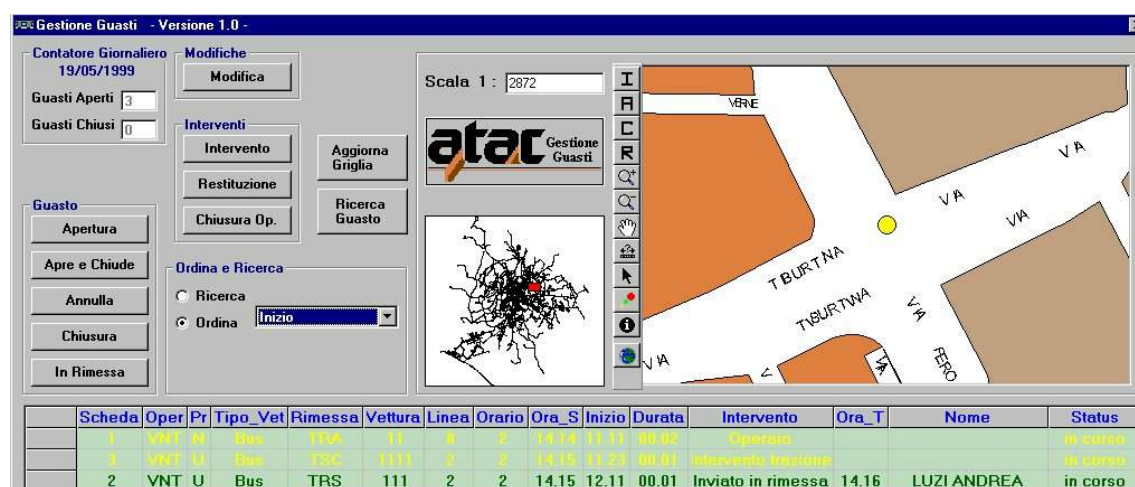 Gestione Guasti - Versione 1.0 -
Contatore Giornaliero
19/05/1999
Guasti Aperti 3
Guasti Chiusi 0
Modifiche
Modifica
Interventi
Intervento
Restituzione
Chiusura Op.
Aggiorna
Griglia
Ricerca
Guasto
Guasto
Apertura
Apre e Chiude
Annulla
Chiusura
In Rimessa
Ordina e Ricerca
Ricerca
Ordina Inizio
Scala 1 : 2872
atac Gestione
Guasti
I
A
C
R
VERNE
VIA
VIA
VIA
TIBURTINA
TIBURTINA
VIA
VIA
V
VIA
FERO
Scheda Oper Pr Tipo_Vet Rimessa Vettura Linea Orario Ora_S Inizio Durata Intervento Ora_T Nome Status
1 VNT N Bus TRA 11 8 2 14.14 11.11 00.02 Operaio in corso
3 VNT U Bus TSC 1111 2 2 14.15 11.23 00.01 Intervento trazione in corso
2 VNT U Bus TRS 111 2 2 14.15 12.11 00.01 Inviato in rimessa 14.16 LUZI ANDREA in corso